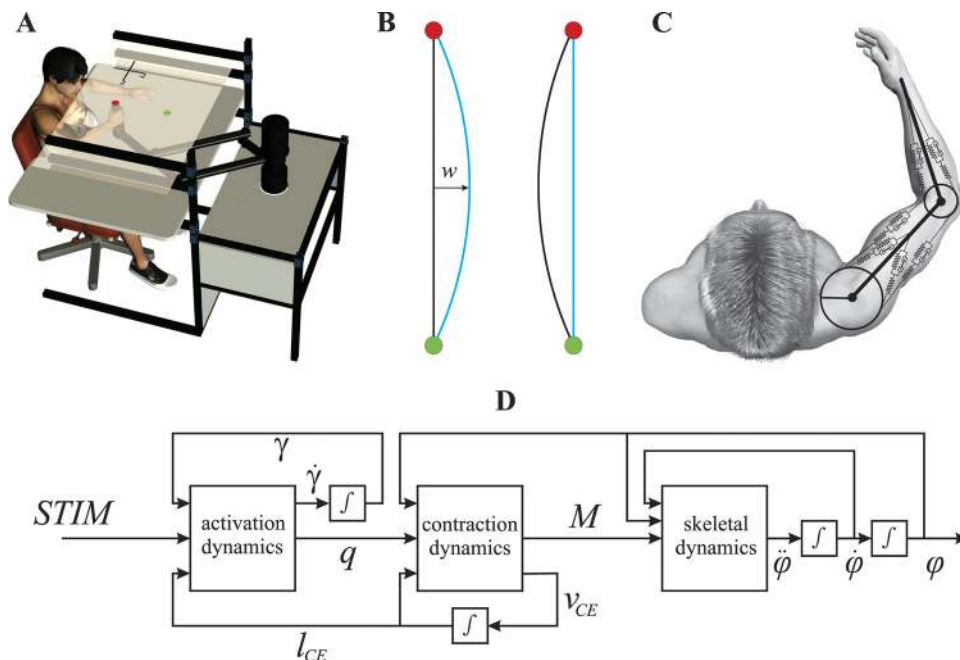 A
B
C
w
D
γ
γ̇
∫
STIM
activation
dynamics
q
contraction
dynamics
M
skeletal
dynamics
φ̈
∫
φ̇
∫
φ
v_CE
∫
l_CE